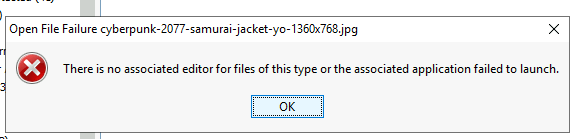 Open File Failure cyberpunk-2077-samurai-jacket-yo-1360x768.jpg
There is no associated editor for files of this type or the associated application failed to launch.
OK